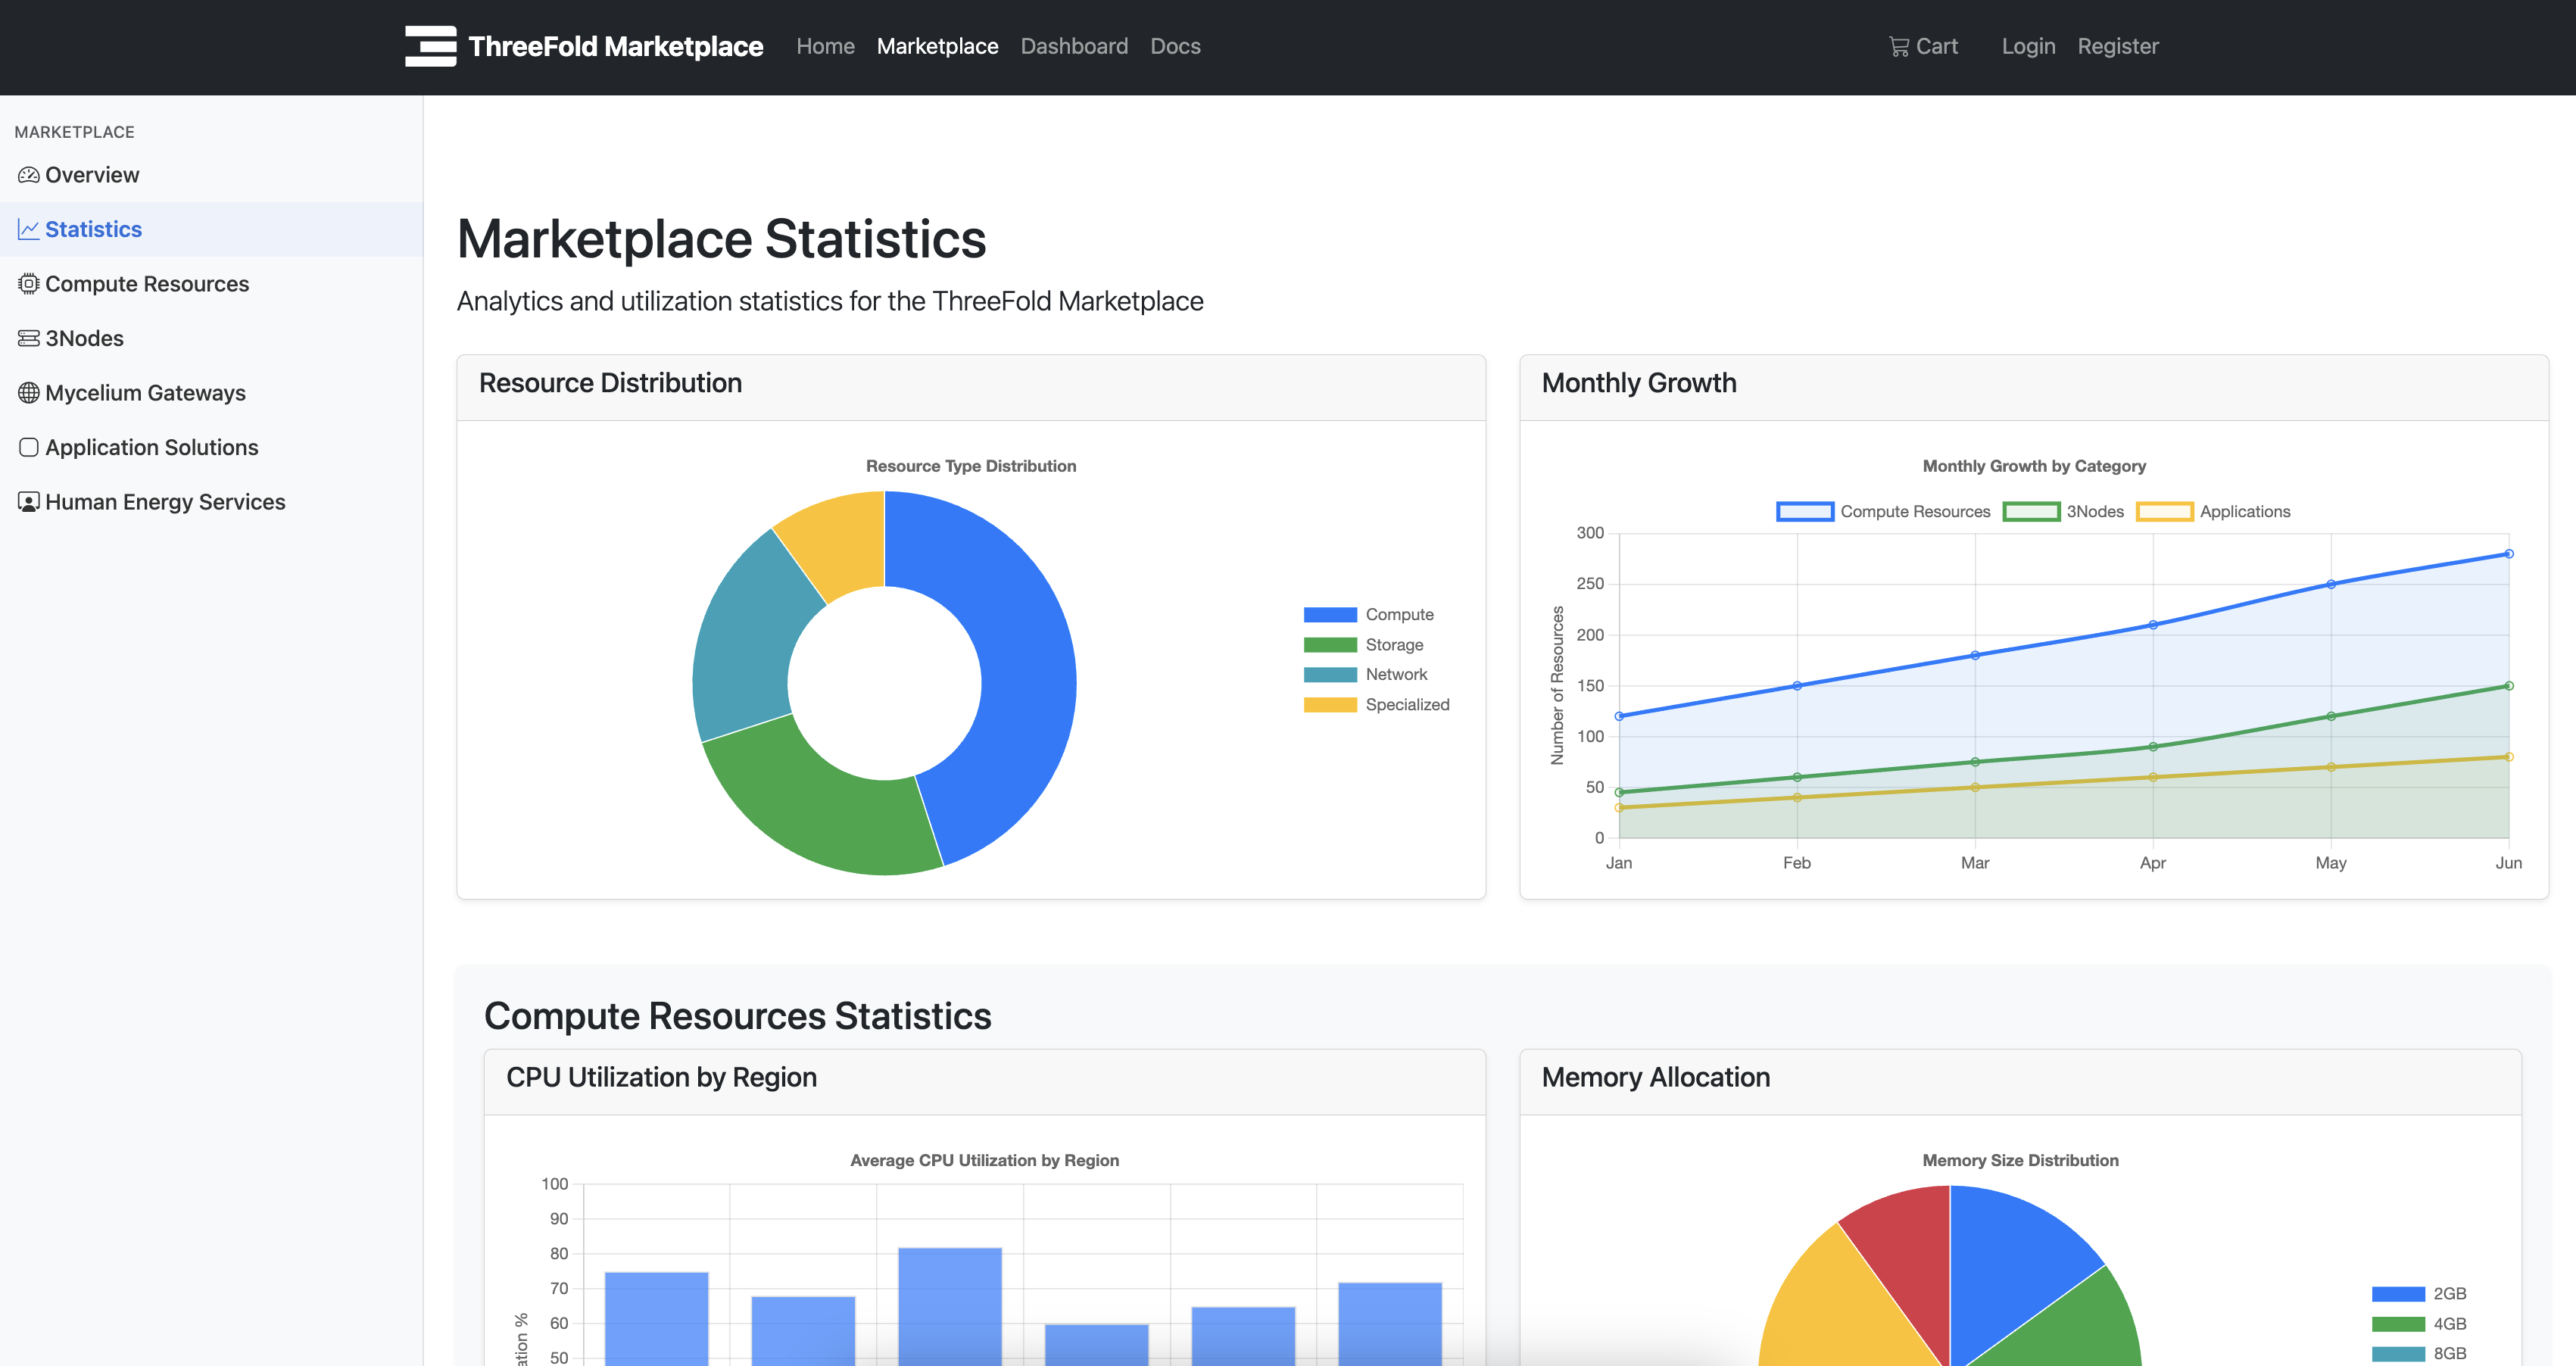 ThreeFold Marketplace Home Marketplace Dashboard Docs Cart Login Register
MARKETPLACE
Overview
Statistics
Compute Resources
3Nodes
Mycelium Gateways
Application Solutions
Human Energy Services
Marketplace Statistics
Analytics and utilization statistics for the ThreeFold Marketplace
Resource Distribution
Resource Type Distribution
Compute
Storage
Network
Specialized
Monthly Growth
Monthly Growth by Category
Compute Resources 3Nodes Applications
Number of Resources
300
250
200
150
100
50
0
Jan Feb Mar Apr May Jun
Compute Resources Statistics
CPU Utilization by Region
Average CPU Utilization by Region
ation %
100
90
80
70
60
50
Memory Allocation
Memory Size Distribution
2GB
4GB
8GB